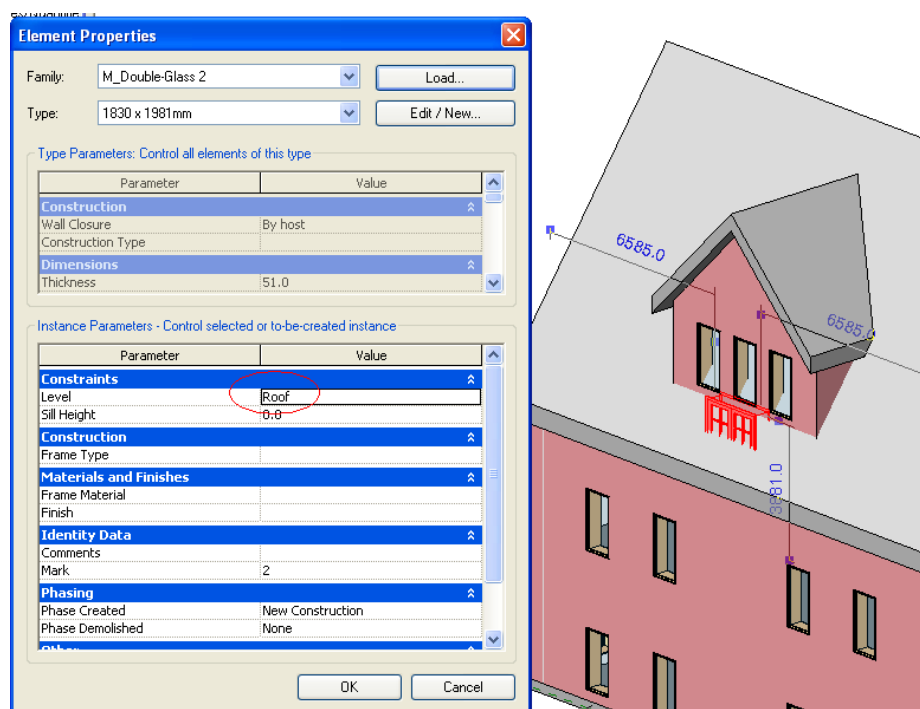 Element Properties
Family: M_Double-Glass 2 Load...
Type: 1830 x 1981mm Edit / New...
Type Parameters: Control all elements of this type
Parameter Value
Construction
Wall Closure By host
Construction Type
Dimensions
Thickness 51.0
Instance Parameters - Control selected or to-be-created instance
Parameter Value
Constraints
Level Roof
Sill Height 0.0
Construction
Frame Type
Materials and Finishes
Frame Material
Finish
Identity Data
Comments
Mark 2
Phasing
Phase Created New Construction
Phase Demolished None
Other
OK Cancel
6585.0
6585.0